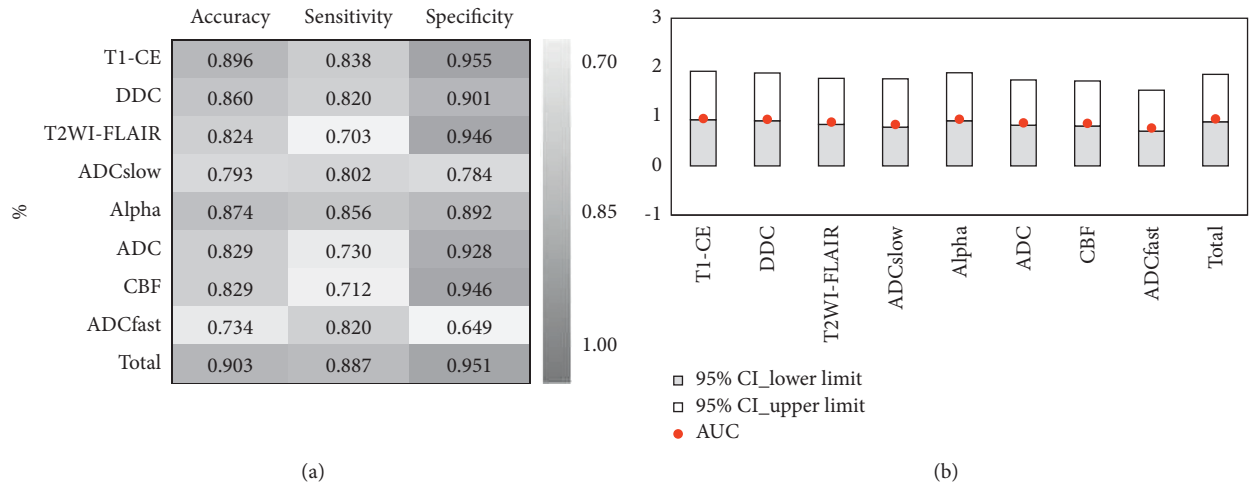 Accuracy Sensitivity Specificity
T1-CE 0.896 0.838 0.955
DDC 0.860 0.820 0.901
T2WI-FLAIR 0.824 0.703 0.946
ADCslow 0.793 0.802 0.784
Alpha 0.874 0.856 0.892
ADC 0.829 0.730 0.928
CBF 0.829 0.712 0.946
ADCfast 0.734 0.820 0.649
Total 0.903 0.887 0.951
%
0.70
0.85
1.00
(a)
3
2
1
0
-1
T1-CE
DDC
T2WI-FLAIR
ADCslow
Alpha
ADC
CBF
ADCfast
Total
95% CI_lower limit
95% CI_upper limit
AUC
(b)